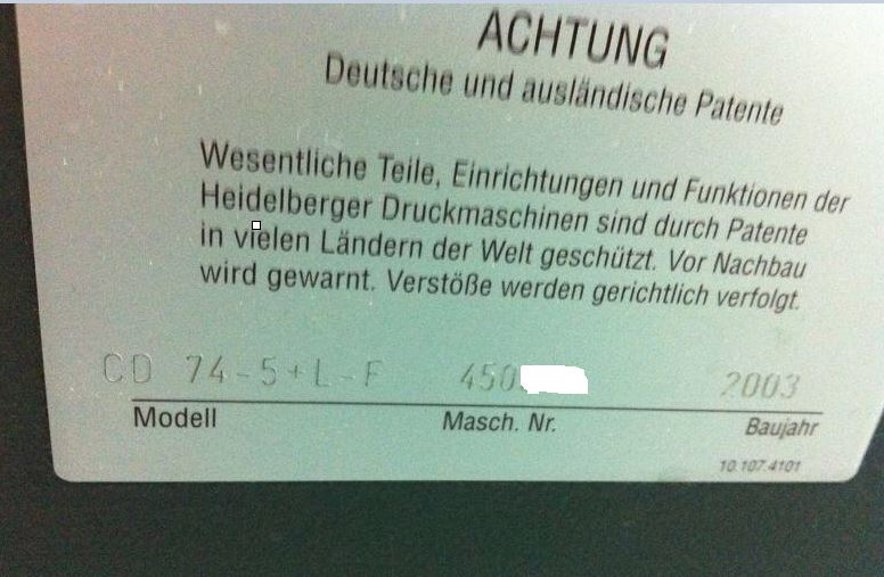 ACHTUNG
Deutsche und ausländische Patente
Wesentliche Teile, Einrichtungen und Funktionen der
Heidelberger Druckmaschinen sind durch Patente
in vielen Ländern der Welt geschützt. Vor Nachbau
wird gewarnt. Verstöße werden gerichtlich verfolgt.
CD 74-5+L-F 450 2003
Modell Masch. Nr. Baujahr
10.107.4101